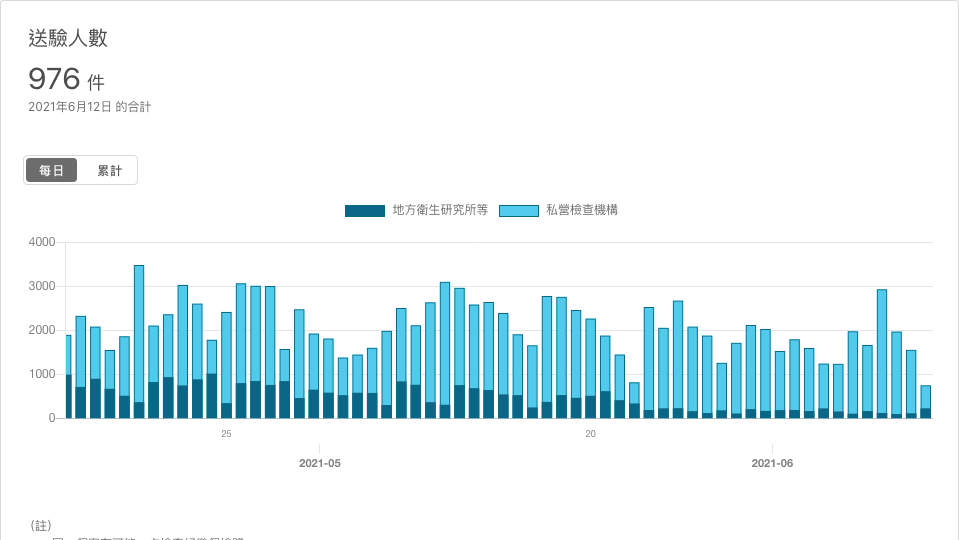 送驗人數
976 件
2021年6月12日 的合計
每日 累計
地方衛生研究所等 私營檢查機構
4000
3000
2000
1000
0
25 20
2021-05 2021-06
（註）